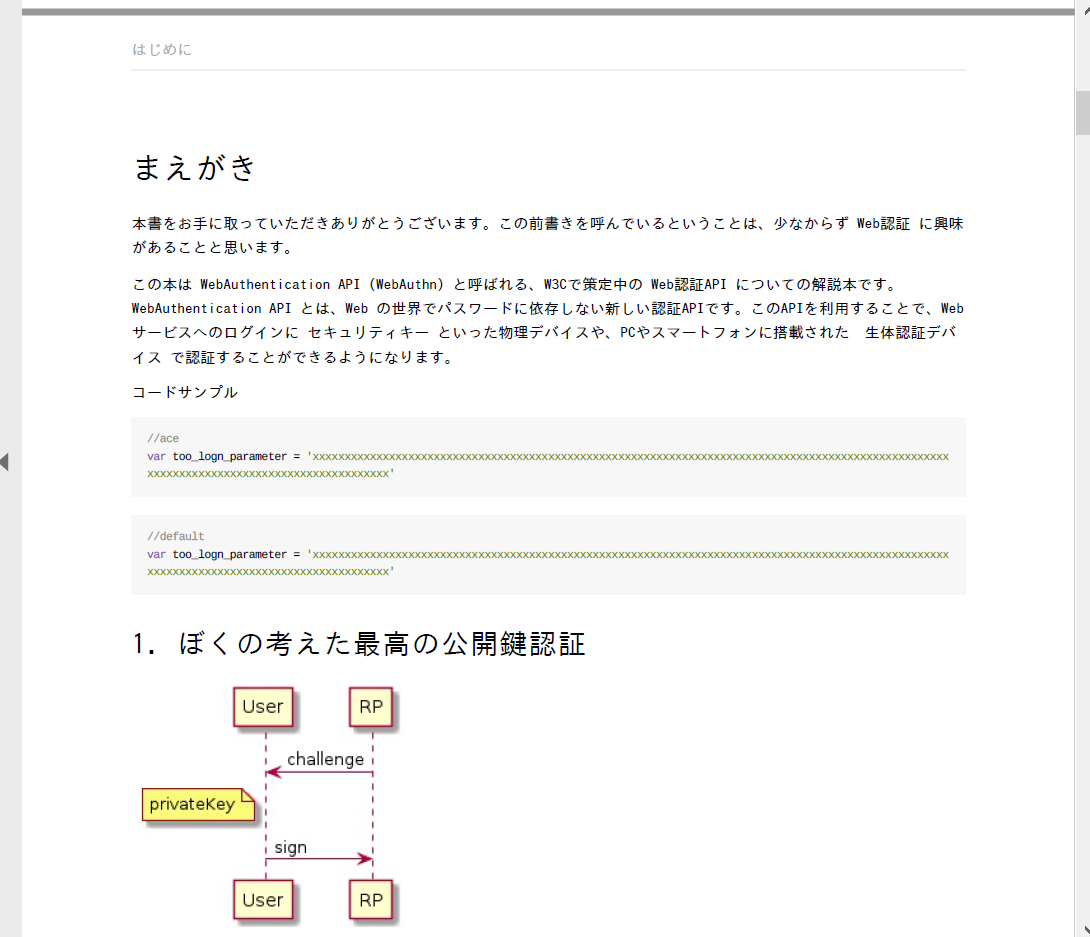 はじめに
まえがき
本書をお手に取っていただきありがとうございます。この前書きを呼んでいるということは、少なからず Web認証 に興味
があることと思います。
この本は WebAuthentication API (WebAuthn) と呼ばれる、W3Cで策定中の Web認証API についての解説本です。
WebAuthentication API とは、Web の世界でパスワードに依存しない新しい認証APIです。このAPIを利用することで、Web
サービスへのログインに セキュリティキー といった物理デバイスや、PCやスマートフォンに搭載された 生体認証デバ
イス で認証することができるようになります。
コードサンプル
//ace
var too_logn_parameter = 'xxxxxxxxxxxxxxxxxxxxxxxxxxxxxxxxxxxxxxxxxxxxxxxxxxxxxxxxxxxxxxxxxxxxxxxxxxxxxxxxxxxxxxxxxxxxxxxxxxxx
xxxxxxxxxxxxxxxxxxxxxxxxxxxxxxxxxxxxxx'
//default
var too_logn_parameter = 'xxxxxxxxxxxxxxxxxxxxxxxxxxxxxxxxxxxxxxxxxxxxxxxxxxxxxxxxxxxxxxxxxxxxxxxxxxxxxxxxxxxxxxxxxxxxxxxxxxxx
xxxxxxxxxxxxxxxxxxxxxxxxxxxxxxxxxxxxxx'
1. ぼくの考えた最高の公開鍵認証
User RP
challenge
privateKey
sign
User RP